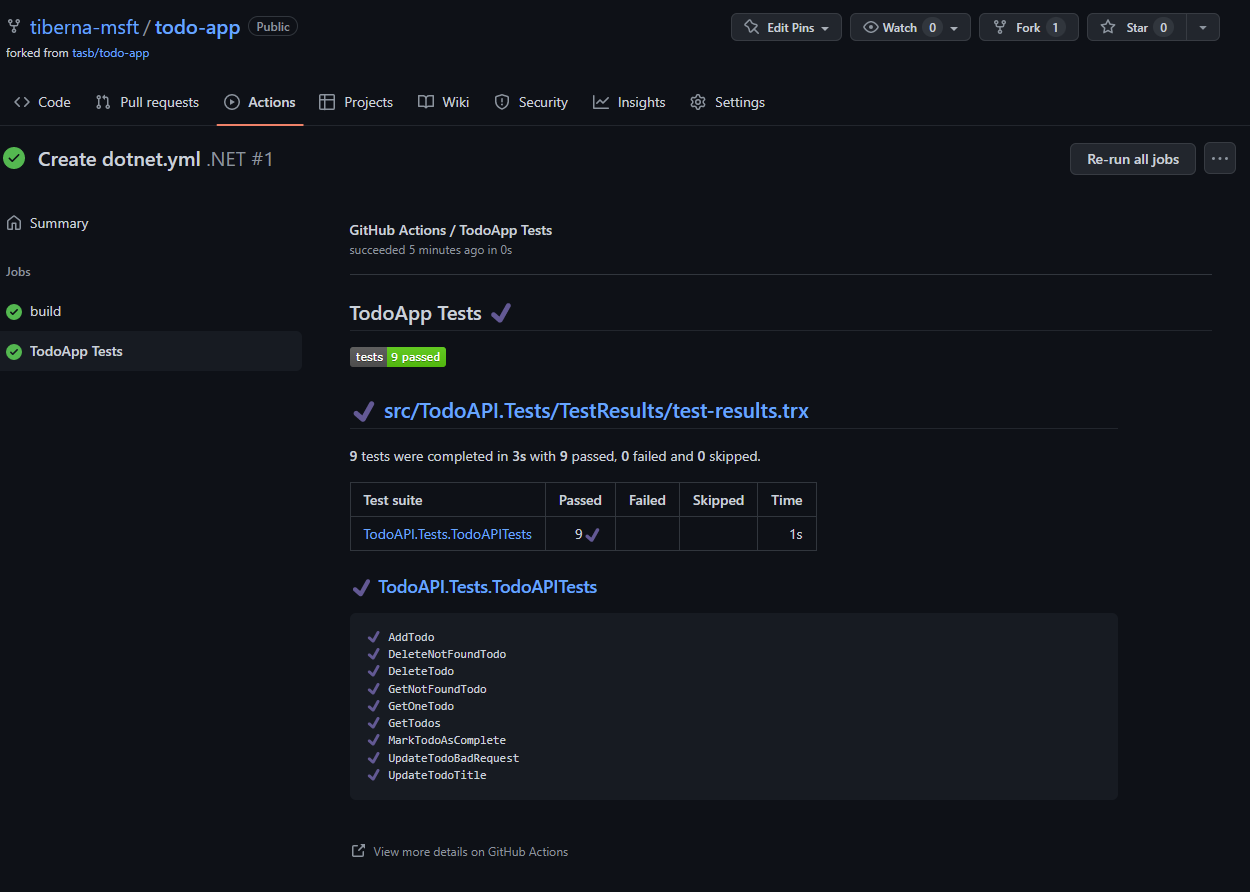 tiberna-msft / todo-app Public
Edit Pins Watch 0 Fork 1 Star 0
forked from tasb/todo-app
Code Pull requests Actions Projects Wiki Security Insights Settings
Create dotnet.yml .NET #1
Re-run all jobs
Summary
Jobs
build
TodoApp Tests
GitHub Actions / TodoApp Tests
succeeded 5 minutes ago in 0s
TodoApp Tests
tests 9 passed
src/TodoAPI.Tests/TestResults/test-results.trx
9 tests were completed in 3s with 9 passed, 0 failed and 0 skipped.
Test suite Passed Failed Skipped Time
TodoAPI.Tests.TodoAPITests 9 1s
TodoAPI.Tests.TodoAPITests
AddTodo
DeleteNotFoundTodo
DeleteTodo
GetNotFoundTodo
GetOneTodo
GetTodos
MarkTodoAsComplete
UpdateTodoBadRequest
UpdateTodoTitle
View more details on GitHub Actions